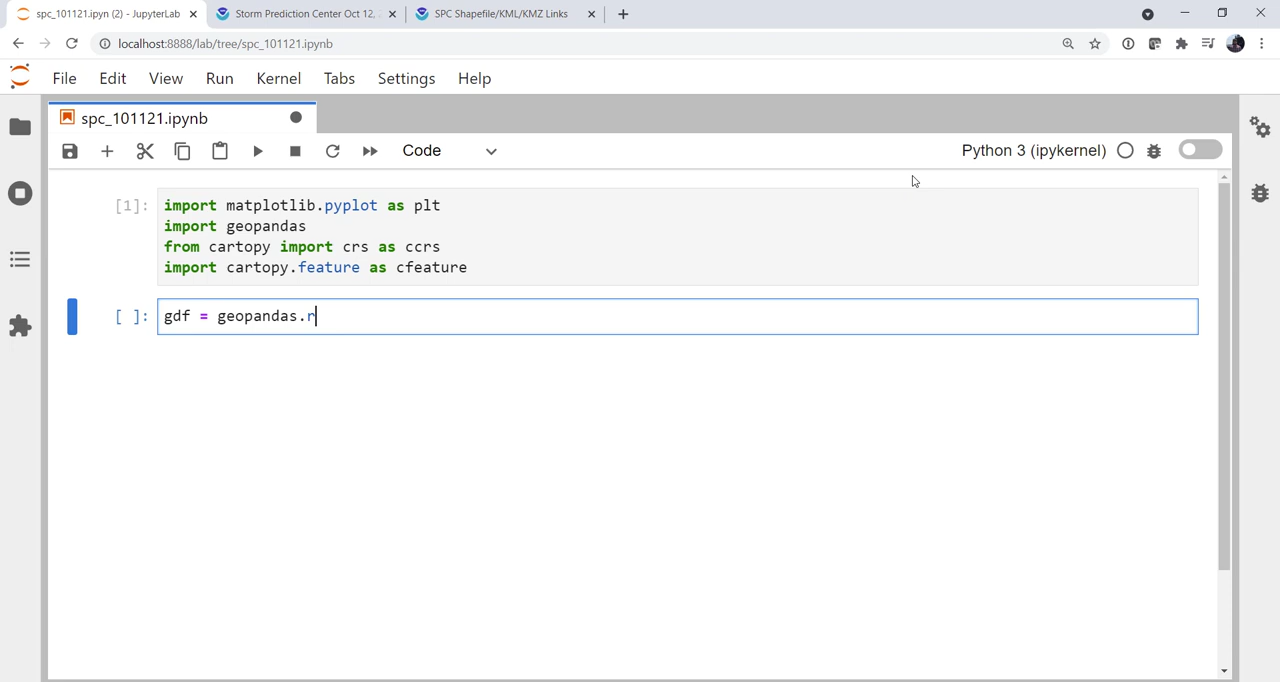 spc_101121.ipyn (2) - JupyterLab
Storm Prediction Center Oct 12,
SPC Shapefile/KML/KMZ Links
localhost:8888/lab/tree/spc_101121.ipynb
File Edit View Run Kernel Tabs Settings Help
spc_101121.ipynb
Code Python 3 (ipykernel)
[1]: import matplotlib.pyplot as plt
import geopandas
from cartopy import crs as ccrs
import cartopy.feature as cfeature
[ ]: gdf = geopandas.r